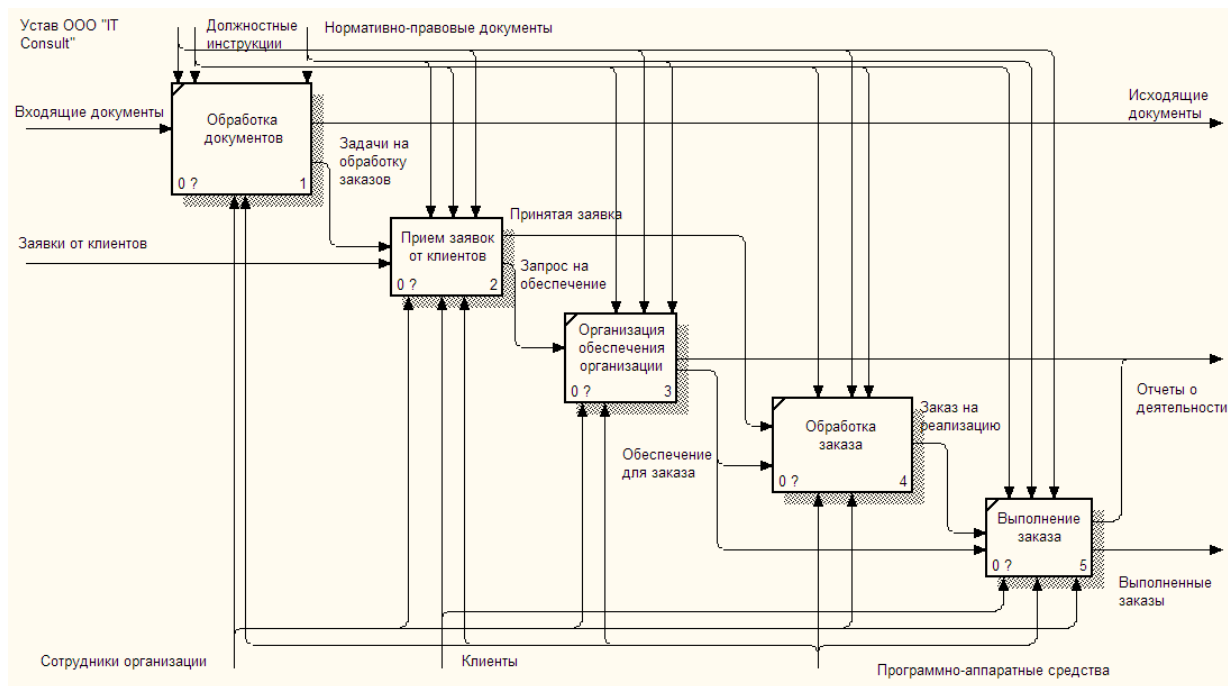 Устав ООО "IT
Consult"
Должностные
инструкции
Нормативно-правовые документы
Входящие документы
Обработка
документов
0 ?
1
Исходящие
документы
Задачи на
обработку
заказов
Заявки от клиентов
Прием заявок
от клиентов
0 ?
2
Принятая заявка
Запрос на
обеспечение
Организация
обеспечения
организации
0 ?
3
Отчеты о
деятельности
Обеспечение
для заказа
Обработка
заказа
0 ?
4
Заказ на
реализацию
Выполнение
заказа
0 ?
5
Выполненные
заказы
Сотрудники организации
Клиенты
Программно-аппаратные средства